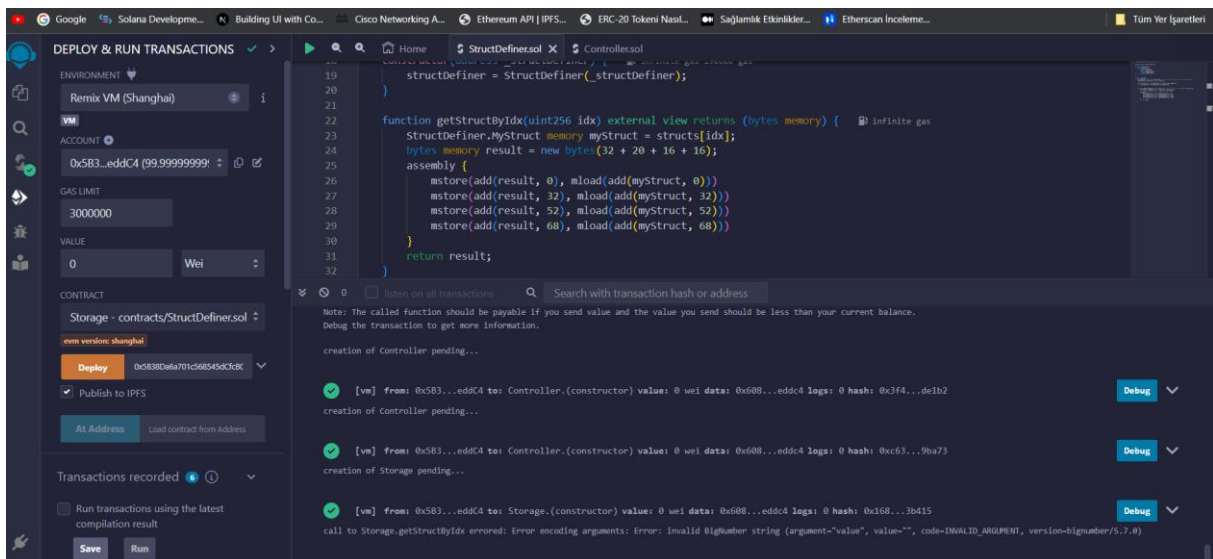 Google
Solana Developme...
Building UI with Co...
Cisco Networking A...
Ethereum API | IPFS...
ERC-20 Tokeni Nasıl...
Sağlamlık Etkinlikler...
Etherscan İnceleme...
Tüm Yer İşaretleri
DEPLOY & RUN TRANSACTIONS
ENVIRONMENT
Remix VM (Shanghai)
VM
ACCOUNT
0x5B3...eddC4 (99.99999999
GAS LIMIT
3000000
VALUE
0 Wei
CONTRACT
Storage - contracts/StructDefiner.sol
evm version: shanghai
Deploy
Publish to IPFS
At Address Load contract from Address
Transactions recorded 6
Run transactions using the latest
compilation result
Save Run
Home StructDefiner.sol Controller.sol
19 structDefiner = StructDefiner(_structDefiner);
20 }
21
22 function getStructByIdx(uint256 idx) external view returns (bytes memory) { infinite gas
23 StructDefiner.MyStruct memory myStruct = structs[idx];
24 bytes memory result = new bytes(32 + 20 + 16 + 16);
25 assembly {
26 mstore(add(result, 0), mload(add(myStruct, 0)))
27 mstore(add(result, 32), mload(add(myStruct, 32)))
28 mstore(add(result, 52), mload(add(myStruct, 52)))
29 mstore(add(result, 68), mload(add(myStruct, 68)))
30 }
31 return result;
32 }
0 listen on all transactions Search with transaction hash or address
Note: The called function should be payable if you send value and the value you send should be less than your current balance.
Debug the transaction to get more information.
creation of Controller pending...
[vm] from: 0x5B3...eddC4 to: Controller.(constructor) value: 0 wei data: 0x608...eddc4 logs: 0 hash: 0x3f4...de1b2 Debug
creation of Controller pending...
[vm] from: 0x5B3...eddC4 to: Controller.(constructor) value: 0 wei data: 0x608...eddc4 logs: 0 hash: 0xc63...9ba73 Debug
creation of Storage pending...
[vm] from: 0x5B3...eddC4 to: Storage.(constructor) value: 0 wei data: 0x608...eddc4 logs: 0 hash: 0x168...3b415 Debug
call to Storage.getStructByIdx errored: Error encoding arguments: Error: invalid BigNumber string (argument="value", value="", code=INVALID_ARGUMENT, version=bignumber/5.7.0)